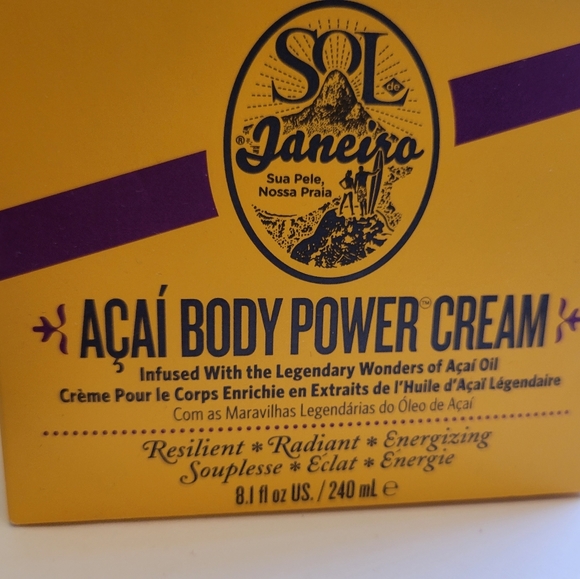 SOL de
Janeiro®
Sua Pele,
Nossa Praia
AÇAÍ BODY POWER™ CREAM
Infused With the Legendary Wonders of Açaí Oil
Crème Pour le Corps Enrichie en Extraits de l'Huile d'Açaï Légendaire
Com as Maravilhas Legendárias do Óleo de Açaí
Resilient * Radiant * Energizing
Souplesse * Éclat * Énergie
8.1 fl oz US. / 240 mL ℮